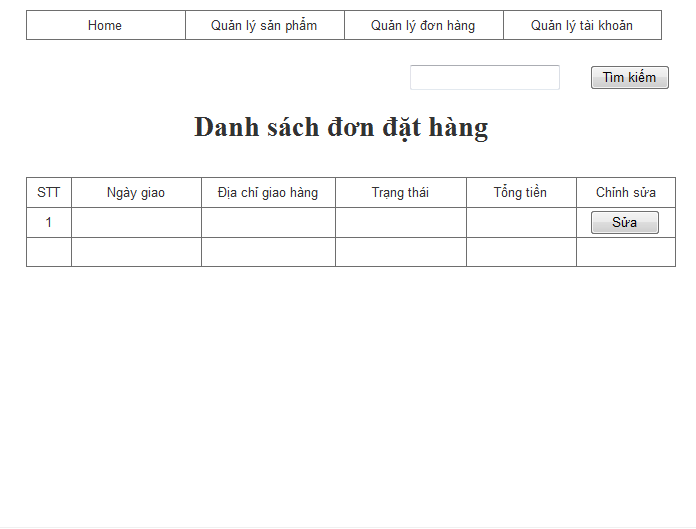 Home Quản lý sản phẩm Quản lý đơn hàng Quản lý tài khoản
Tìm kiếm
Danh sách đơn đặt hàng
STT Ngày giao Địa chỉ giao hàng Trạng thái Tổng tiền Chỉnh sửa
1 Sửa